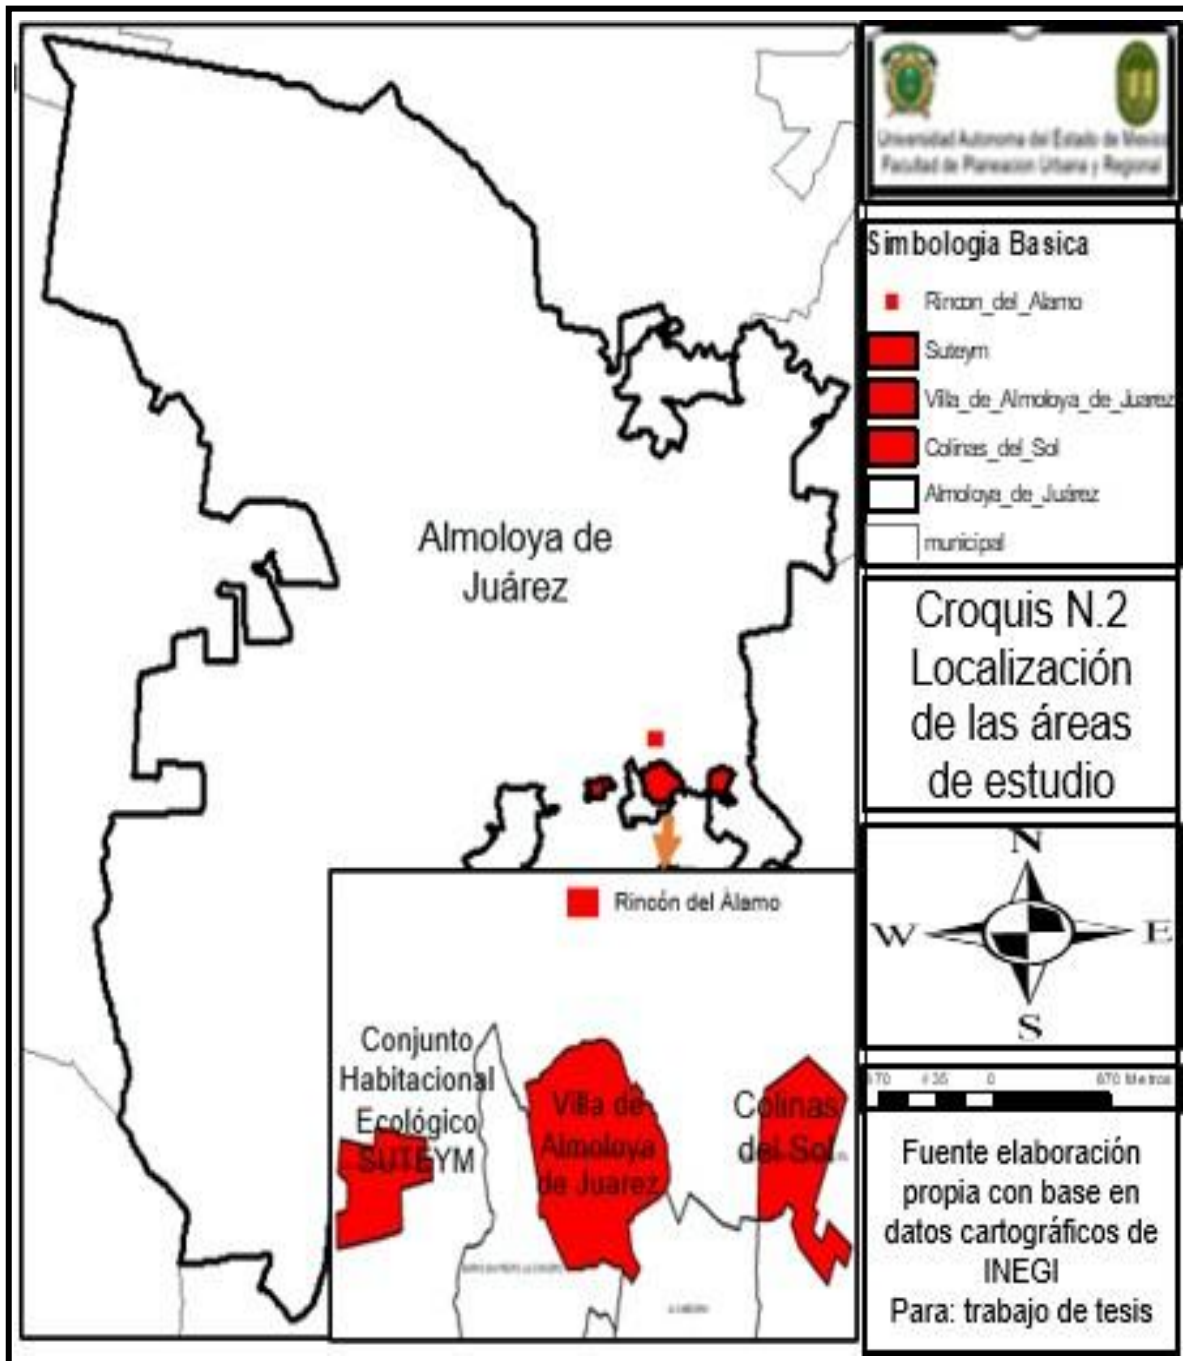 Universidad Autonoma del Estado de Mexico
Facultad de Planeacion Urbana y Regional
Simbologia Basica
Rincon_del_Alamo
Suteym
Villa_de_Almoloya_de_Juarez
Colinas_del_Sol
Almoloya_de_Juárez
municipal
Croquis N.2
Localización
de las áreas
de estudio
N
W
E
S
435
0
870 Metros
Fuente elaboración
propia con base en
datos cartográficos de
INEGI
Para: trabajo de tesis
Almoloya de
Juárez
Rincón del Àlamo
Conjunto
Habitacional
Ecológico
SUTEYM
Villa de
Almoloya
de Juarez
Colinas
del Sol